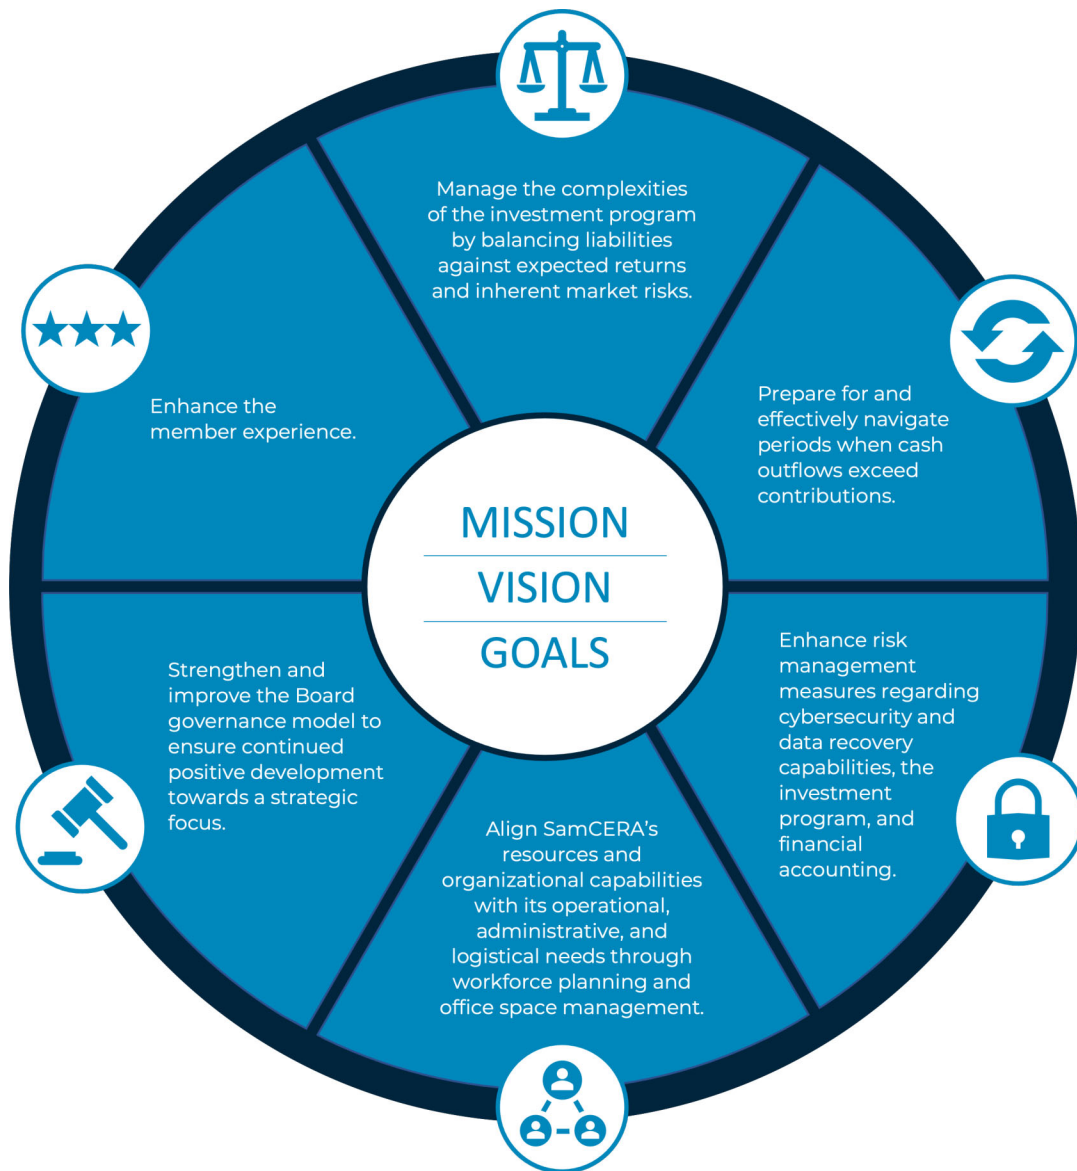 Manage the complexities
of the investment program
by balancing liabilities
against expected returns
and inherent market risks.
Prepare for and
effectively navigate
periods when cash
outflows exceed
contributions.
Enhance risk
management
measures regarding
cybersecurity and
data recovery
capabilities, the
investment
program, and
financial
accounting.
Align SamCERA’s
resources and
organizational capabilities
with its operational,
administrative, and
logistical needs through
workforce planning and
office space management.
Strengthen and
improve the Board
governance model to
ensure continued
positive development
towards a strategic
focus.
Enhance the
member experience.
MISSION
VISION
GOALS